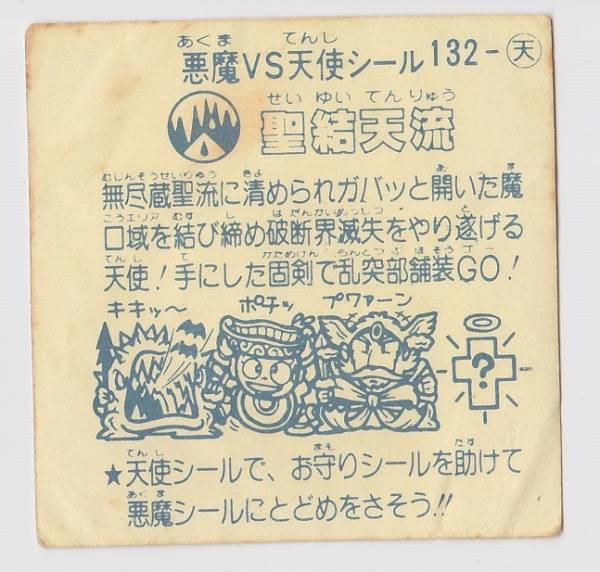 あくま てんし
悪魔VS天使シール 132-天
せい ゆい てん りゅう
聖結天流
むじんそうせいりゅう きよ あ ま
無尽蔵聖流に清められガバッと開いた魔
こうエリア むす し は だんかいめっしつ と
口域を結び締め破断界滅失をやり遂げる
てんし て かためけん らんとつ ぶ ほそう ゴー
天使!手にした固剣で乱突部舗装GO!
キキッ〜 ポチッ プワァーン
?
てんし まも たす
★天使シールで、お守りシールを助けて
あくま
悪魔シールにとどめをさそう!!